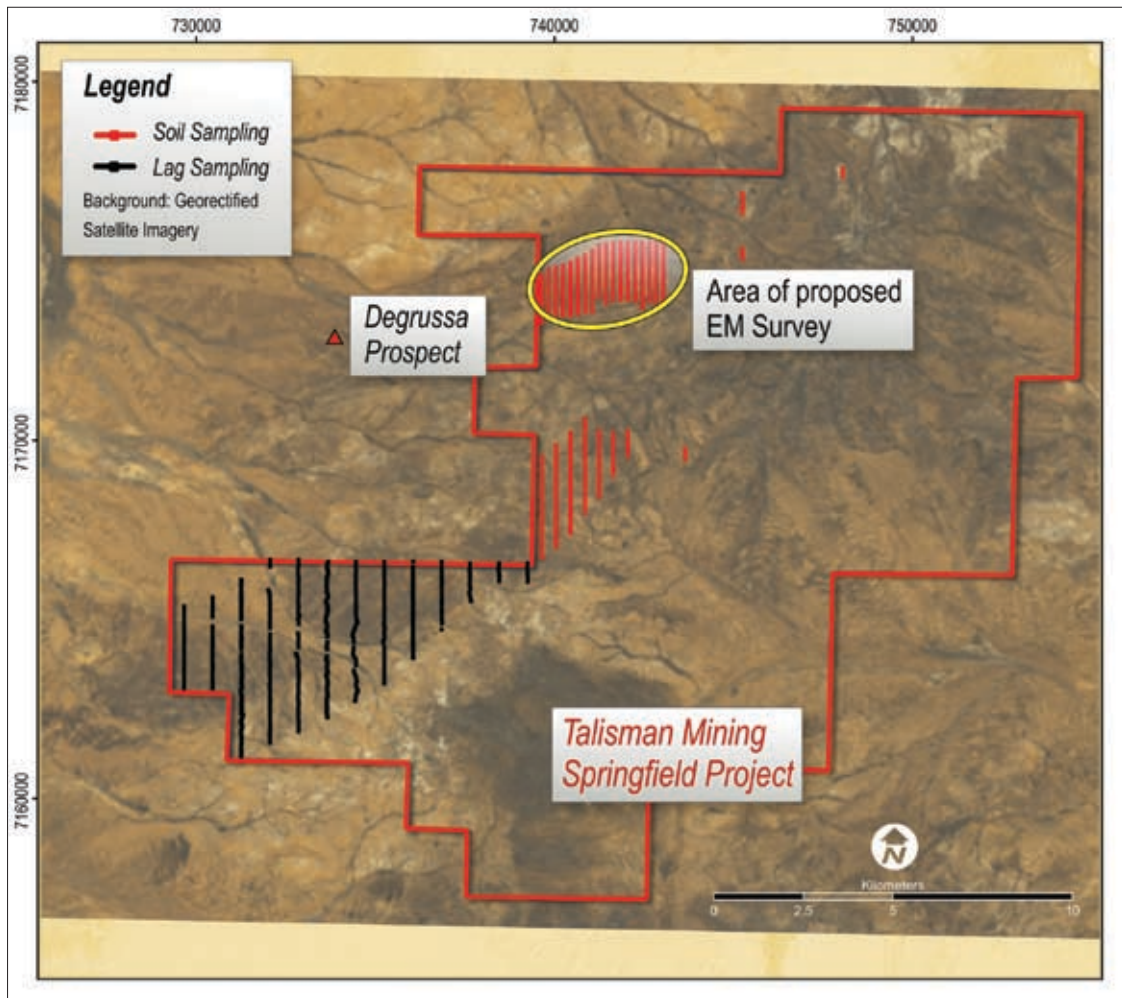 730000
740000
750000
7180000
7170000
7160000
Legend
Soil Sampling
Lag Sampling
Background: Georectified
Satellite Imagery
Degrussa
Prospect
Area of proposed
EM Survey
Talisman Mining
Springfield Project
N
Kilometers
0 2.5 5 10